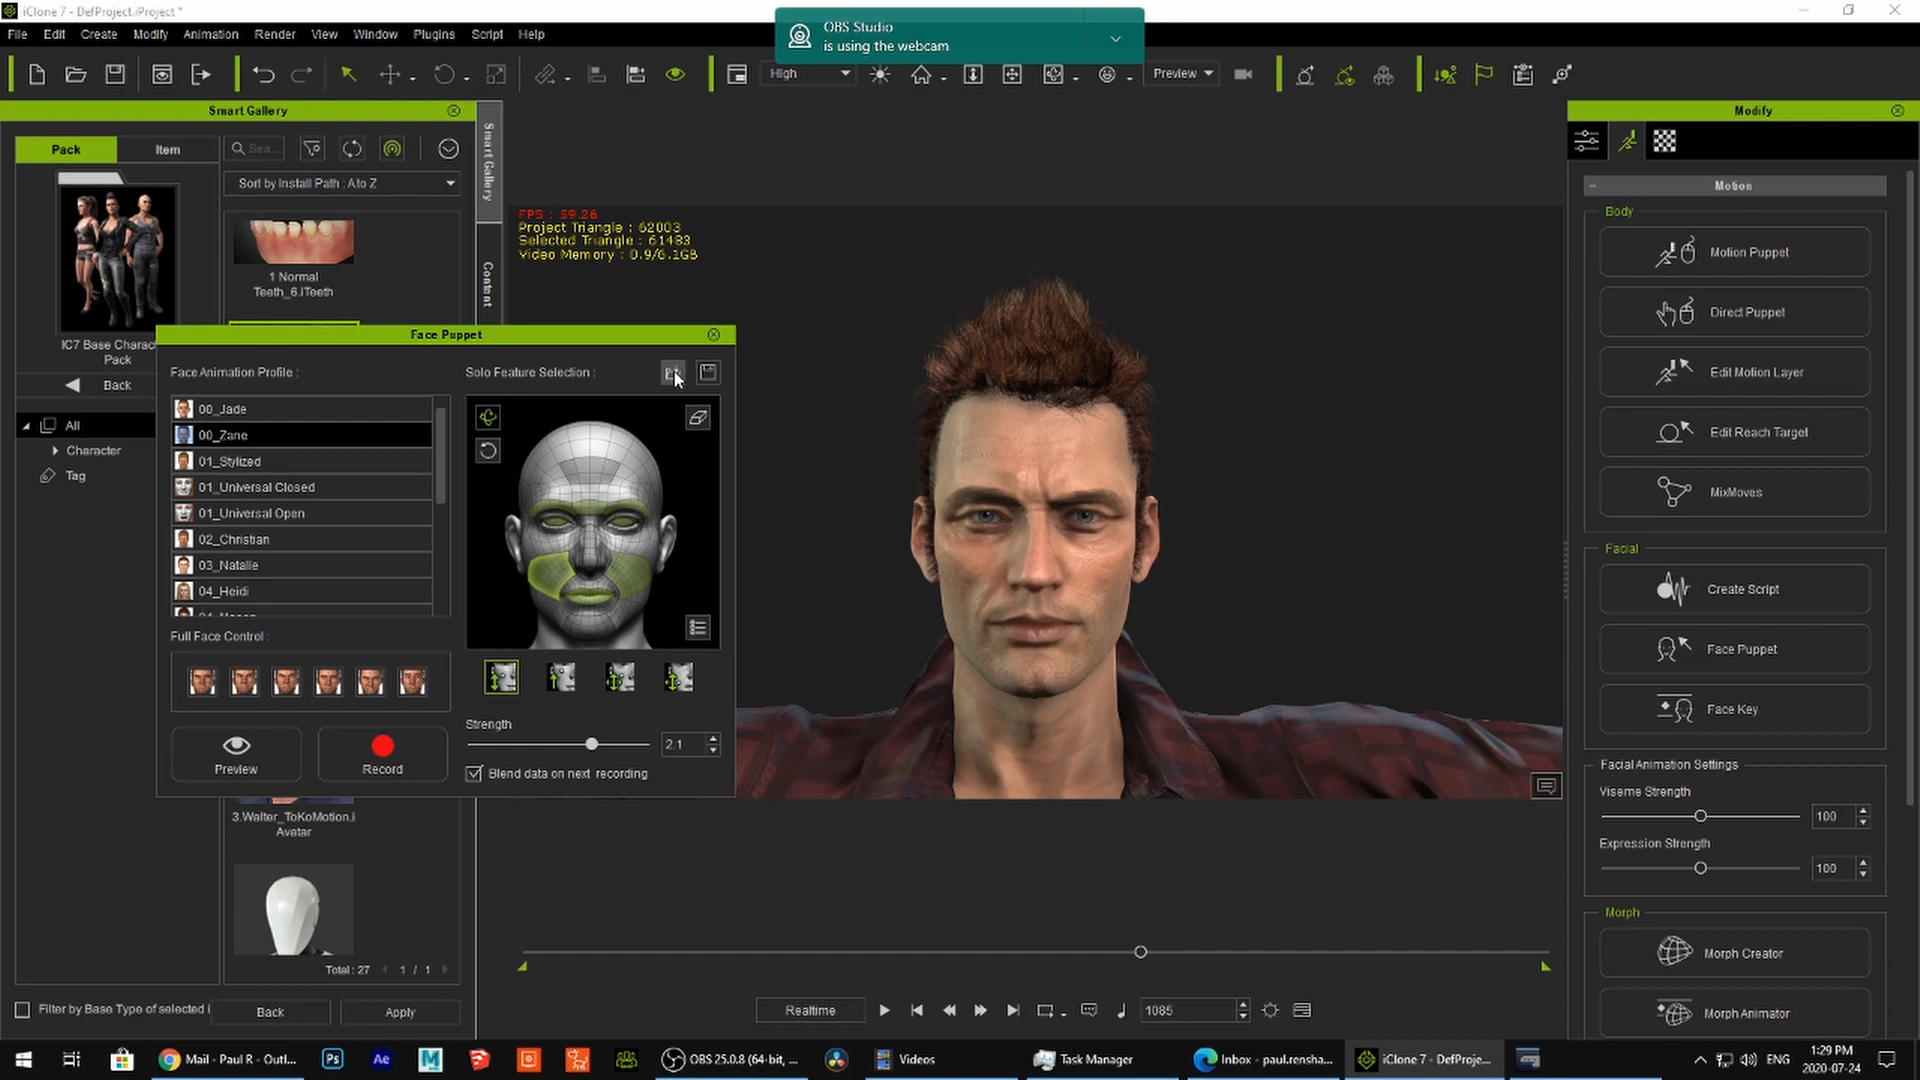 iClone 7 - DefProject.iProject *
File Edit Create Modify Animation Render View Window Plugins Script Help
OBS Studio
is using the webcam
High
Preview
Smart Gallery
Pack
Item
Sea...
Sort by Install Path : A to Z
1 Normal
Teeth_6.iTeeth
IC7 Base Charac
Pack
Back
All
Character
Tag
Smart Gallery
Content
FPS : 59.26
Project Triangle : 62003
Selected Triangle : 61483
Video Memory : 0.9/6.1GB
Face Puppet
Face Animation Profile :
Solo Feature Selection :
00_Jade
00_Zane
01_Stylized
01_Universal Closed
01_Universal Open
02_Christian
03_Natalie
04_Heidi
Full Face Control :
Preview
Record
Strength
2.1
Blend data on next recording
3.Walter_ToKoMotion.i
Avatar
Total : 27
1 / 1
Filter by Base Type of selected
Back
Apply
Realtime
1085
Modify
Motion
Body
Motion Puppet
Direct Puppet
Edit Motion Layer
Edit Reach Target
MixMoves
Facial
Create Script
Face Puppet
Face Key
Facial Animation Settings
Viseme Strength
100
Expression Strength
100
Morph
Morph Creator
Morph Animator
Mail - Paul R - Outl...
Ps
Ae
M
OBS 25.0.8 (64-bit, ...
Videos
Task Manager
Inbox - paul.rensha...
iClone 7 - DefProje...
ENG
1:29 PM
2020-07-24